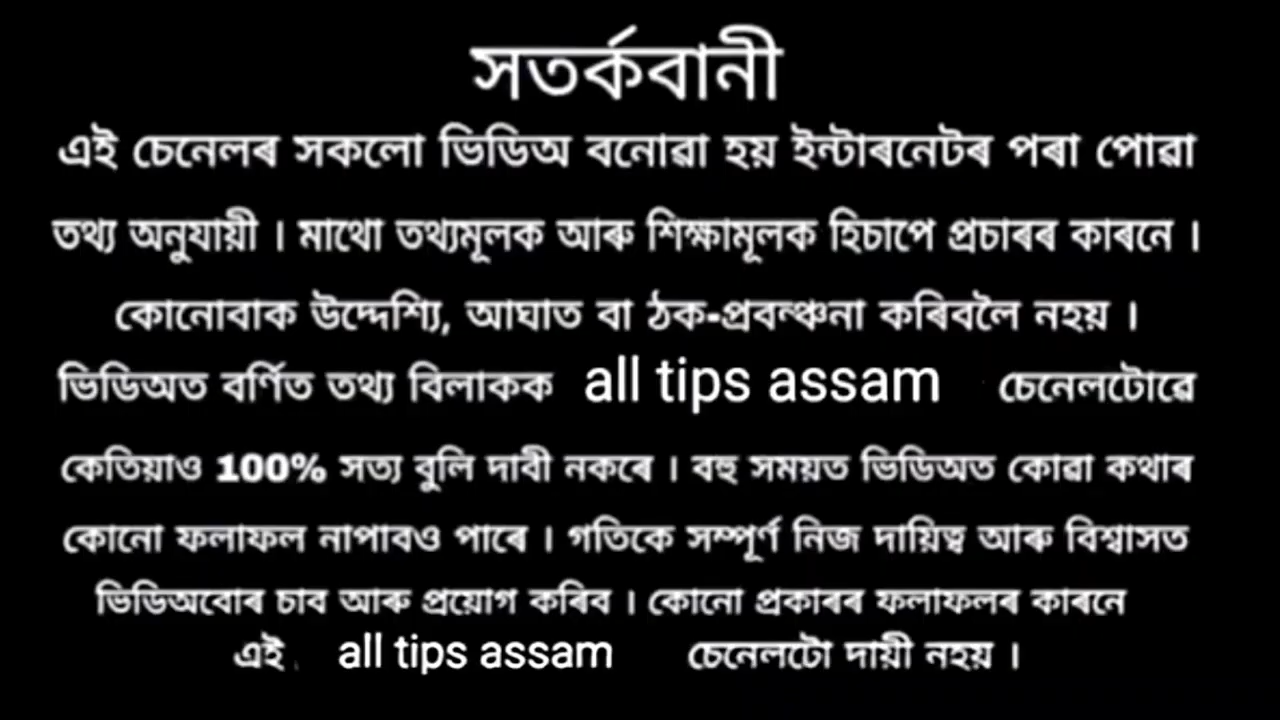 সতৰ্কবানী
এই চেনেলৰ সকলো ভিডিঅ বনোৱা হয় ইন্টাৰনেটৰ পৰা পোৱা
তথ্য অনুযায়ী । মাথো তথ্যমূলক আৰু শিক্ষামূলক হিচাপে প্ৰচাৰৰ কাৰনে ।
কোনোবাক উদ্দেশ্যি, আঘাত বা ঠক-প্ৰবন্ঞ্চনা কৰিবলৈ নহয় ।
ভিডিঅত বৰ্ণিত তথ্য বিলাকক all tips assam চেনেলটোৱে
কেতিয়াও 100% সত্য বুলি দাবী নকৰে । বহু সময়ত ভিডিঅত কোৱা কথাৰ
কোনো ফলাফল নাপাবও পাৰে । গতিকে সম্পূৰ্ণ নিজ দায়িত্ব আৰু বিশ্বাসত
ভিডিঅবোৰ চাব আৰু প্ৰয়োগ কৰিব । কোনো প্ৰকাৰৰ ফলাফলৰ কাৰনে
এই all tips assam চেনেলটো দায়ী নহয় ।